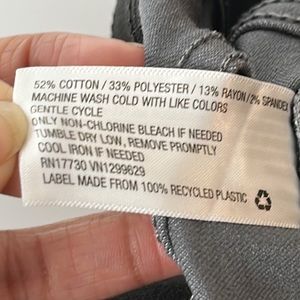 52% COTTON / 33% POLYESTER / 13% RAYON / 2% SPANDEX
MACHINE WASH COLD WITH LIKE COLORS
GENTLE CYCLE
ONLY NON-CHLORINE BLEACH IF NEEDED
TUMBLE DRY LOW, REMOVE PROMPTLY
COOL IRON IF NEEDED
RN17730 VN1299629
LABEL MADE FROM 100% RECYCLED PLASTIC